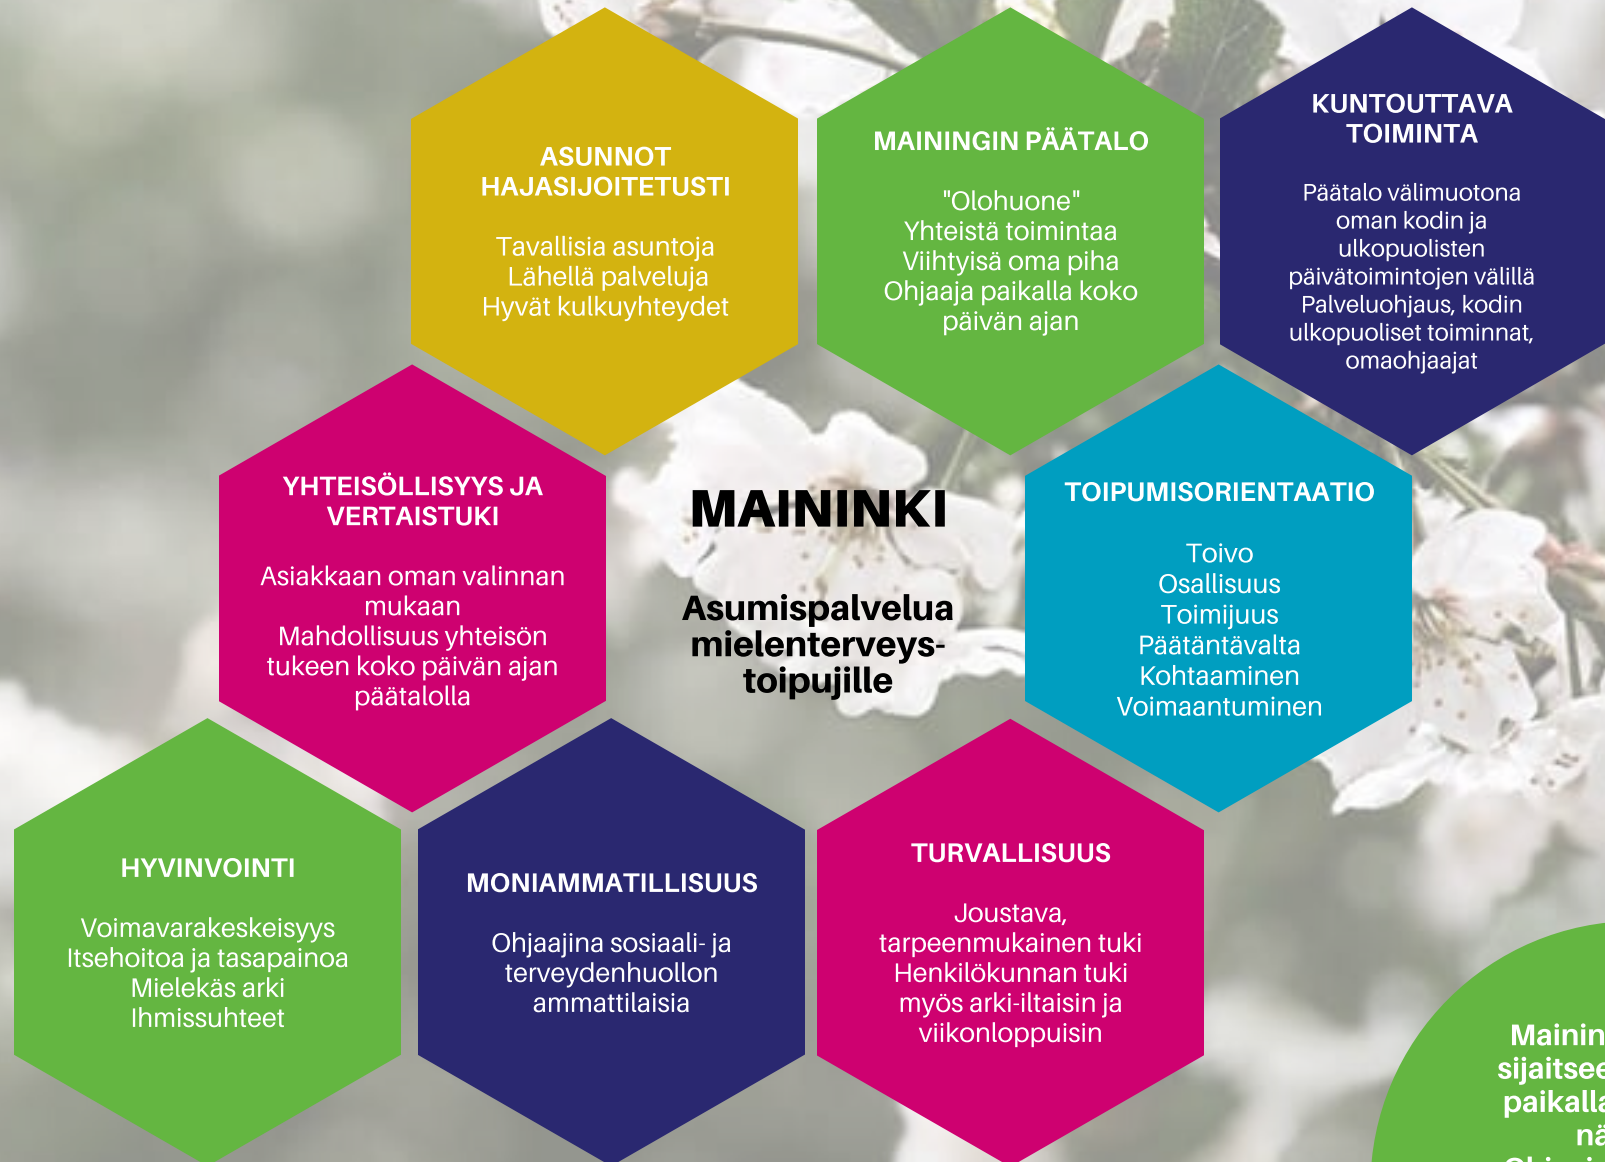 ASUNNOT
HAJASIJOITETUSTI
Tavallisia asuntoja
Lähellä palveluja
Hyvät kulkuyhteydet
MAININGIN PÄÄTALO
"Olohuone"
Yhteistä toimintaa
Viihtyisä oma piha
Ohjaaja paikalla koko
päivän ajan
KUNTOUTTAVA
TOIMINTA
Päätalo välimuotona
oman kodin ja
ulkopuolisten
päivätoimintojen välillä
Palveluohjaus, kodin
ulkopuoliset toiminnat,
omaohjaajat
YHTEISÖLLISYYS JA
VERTAISTUKI
Asiakkaan oman valinnan
mukaan
Mahdollisuus yhteisön
tukeen koko päivän ajan
päätalolla
MAININKI
Asumispalvelua
mielenterveys-
toipujille
TOIPUMISORIENTAATIO
Toivo
Osallisuus
Toimijuus
Päätäntävalta
Kohtaaminen
Voimaantuminen
HYVINVOINTI
Voimavarakeskeisyys
Itsehoitoa ja tasapainoa
Mielekäs arki
Ihmissuhteet
MONIAMMATILLISUUS
Ohjaajina sosiaali- ja
terveydenhuollon
ammattilaisia
TURVALLISUUS
Joustava,
tarpeenmukainen tuki
Henkilökunnan tuki
myös arki-iltaisin ja
viikonloppuisin
Mainin
sijaitsee
paikalla
nä